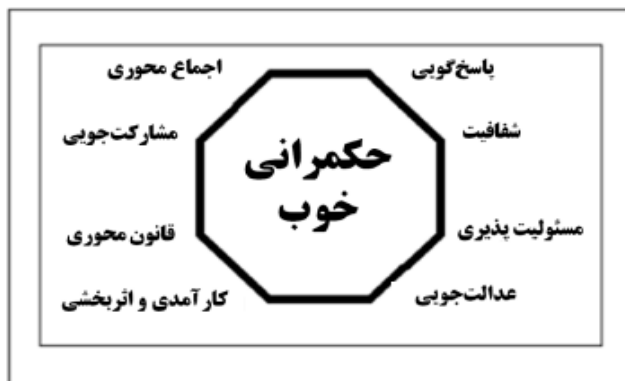 پاسخ‌گویی
اجماع محوری
شفافیت
مشارکت‌جویی
حکمرانی
خوب
مسئولیت پذیری
قانون محوری
عدالت‌جویی
کارآمدی و اثربخشی